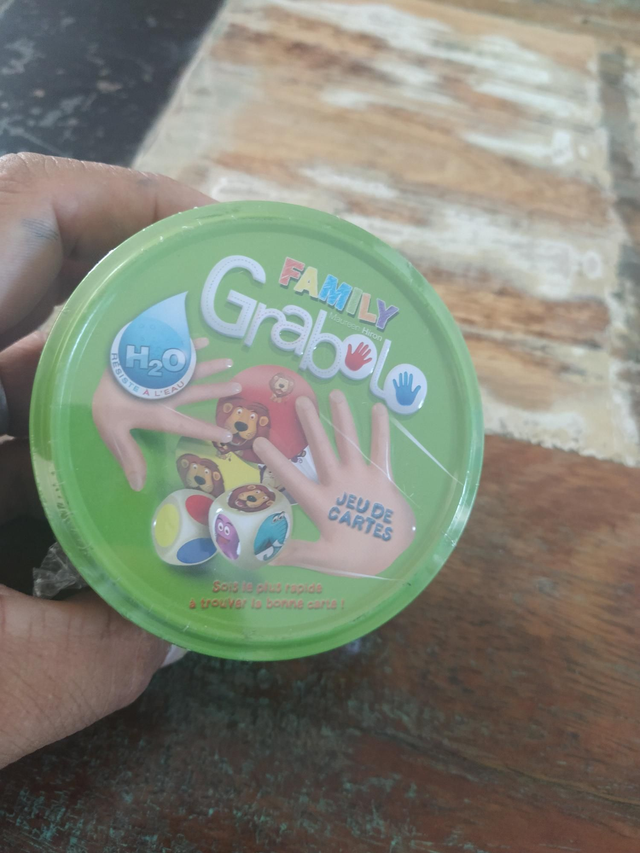 FAMILY
Grabolo
H2O
RÉSISTE À L'EAU
JEU DE
CARTES
Sois le plus rapide
à trouver la bonne carte !